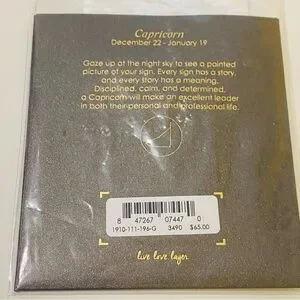 Capricorn
December 22 - January 19
Gaze up at the night sky to see a painted
picture of your sign. Every sign has a story,
and every story has a meaning.
Disciplined, calm, and determined,
a Capricorn will make an excellent leader
in both their personal and professional life.
8 47267 07447 0
1910-111-196-G 3490 $65.00
live love layer